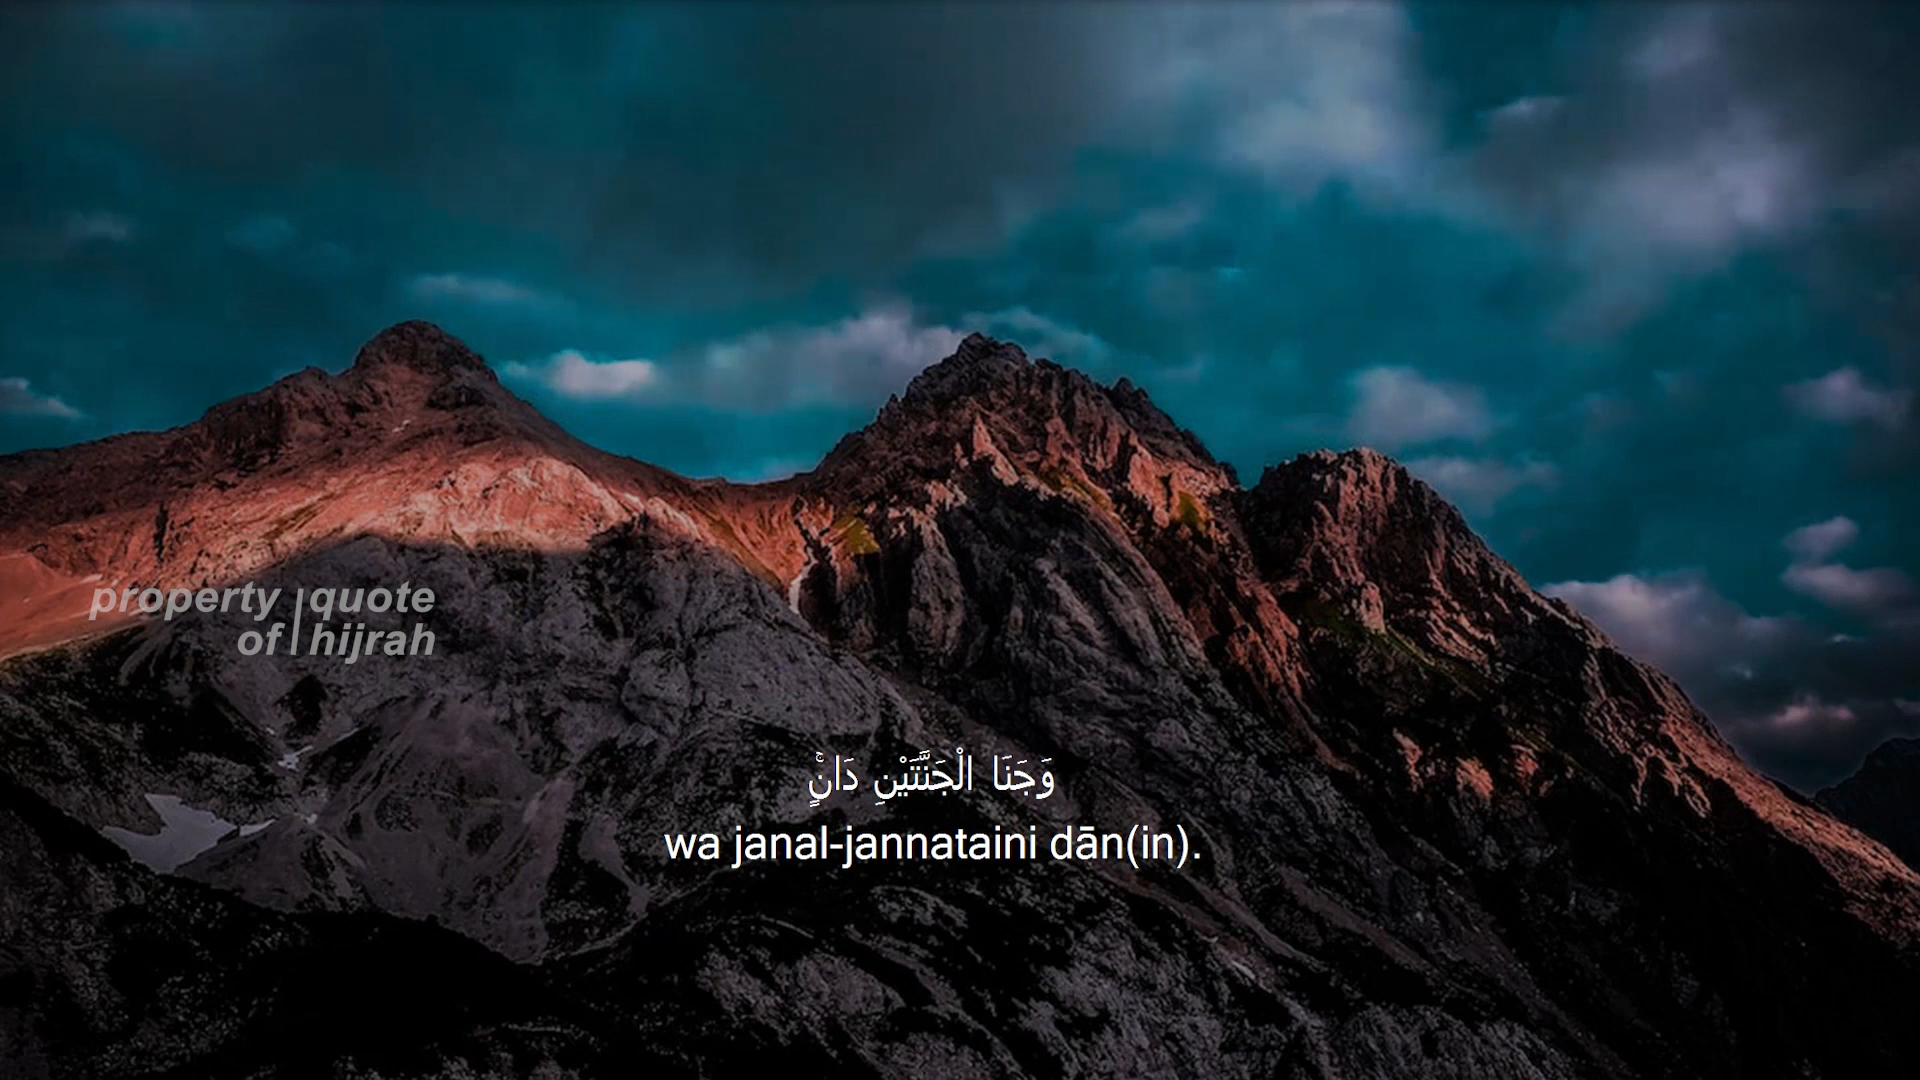 property | quote
of | hijrah
وَجَنَا الْجَنَّتَيْنِ دَانٍۚ
wa janal-jannataini dān(in).